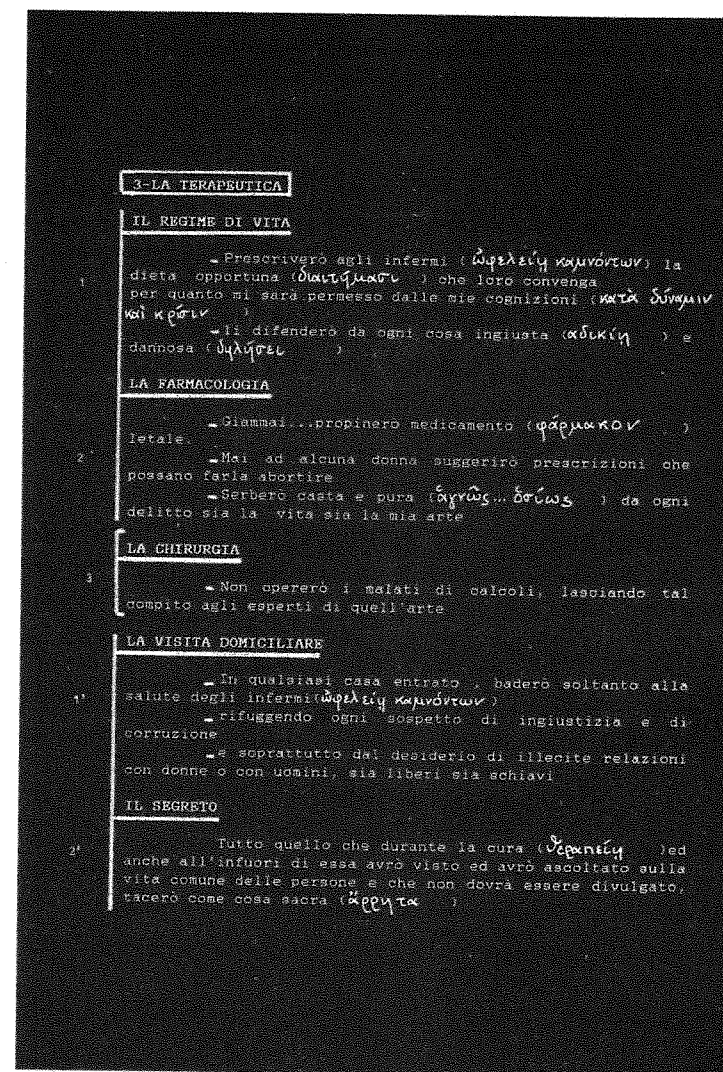 3-LA TERAPEUTICA
IL REGIME DI VITA
- Prescriverò agli infermi ( ὠφελείῃ καμνόντων) la
1 dieta opportuna (διαιτήμασι ) che loro convenga
per quanto mi sarà permesso dalle mie cognizioni (κατὰ δύναμιν
καὶ κρίσιν )
- li difenderò da ogni cosa ingiusta (αδικίῃ ) e
dannosa ( δηλήσει )
LA FARMACOLOGIA
- Giammai...propinerò medicamento (φάρμακον )
letale.
2 - Mai ad alcuna donna suggerirò prescrizioni che
possano farla abortire
- Serberò casta e pura (ἁγνῶς... ὁσίως ) da ogni
delitto sia la vita sia la mia arte
LA CHIRURGIA
3 - Non opererò i malati di calcoli, lasciando tal
compito agli esperti di quell'arte
LA VISITA DOMICILIARE
- In qualsiasi casa entrato , baderò soltanto alla
1' salute degli infermi(ὠφελείῃ καμνόντων )
- rifuggendo ogni sospetto di ingiustizia e di
corruzione
- e soprattutto dal desiderio di illecite relazioni
con donne o con uomini, sia liberi sia schiavi
IL SEGRETO
2' Tutto quello che durante la cura (θεραπείῃ )ed
anche all'infuori di essa avrò visto ed avrò ascoltato sulla
vita comune delle persone e che non dovrà essere divulgato,
tacerò come cosa sacra (ἄρρητα )